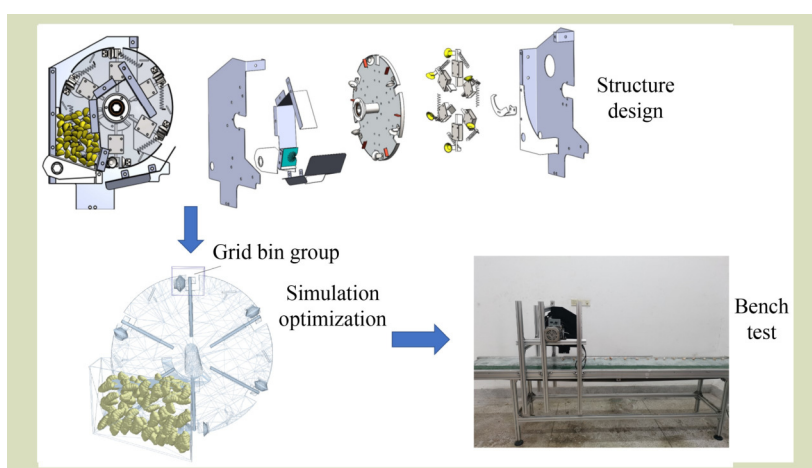 Structure
design
Grid bin group
Simulation
optimization
Bench
test